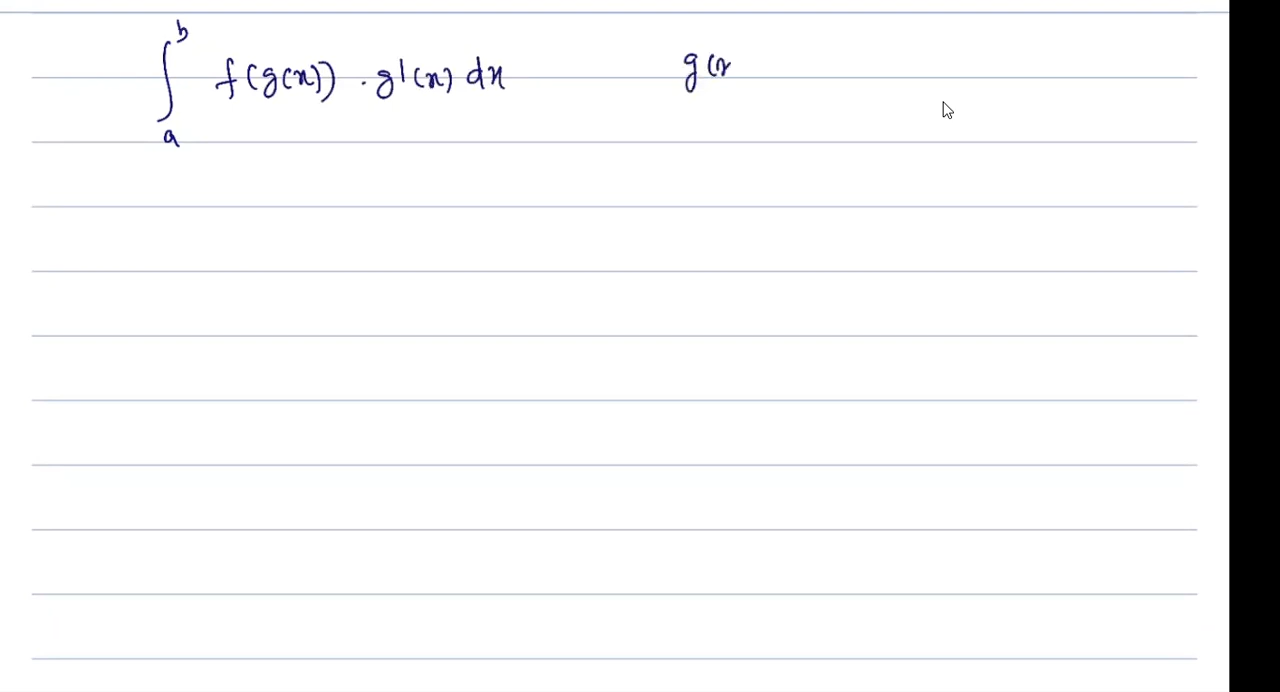 ∫_a^b f(g(x)) · g'(x) dx g(x